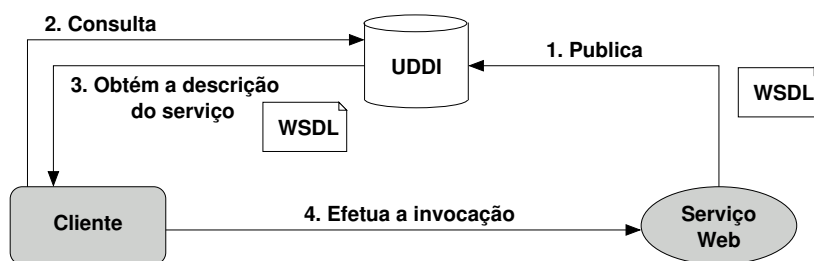 2. Consulta
1. Publica
UDDI
3. Obtém a descrição
do serviço
WSDL
WSDL
Cliente
4. Efetua a invocação
Serviço
Web